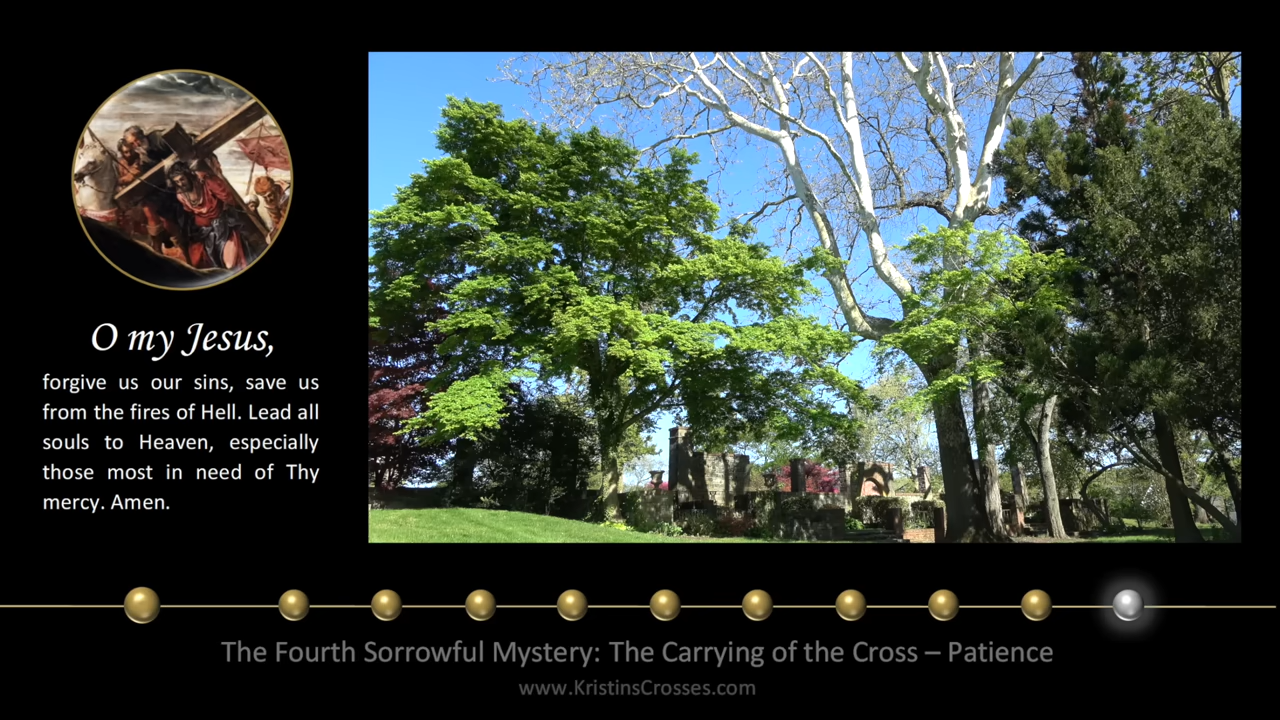 O my Jesus,
forgive us our sins, save us
from the fires of Hell. Lead all
souls to Heaven, especially
those most in need of Thy
mercy. Amen.
The Fourth Sorrowful Mystery: The Carrying of the Cross – Patience
www.KristinsCrosses.com